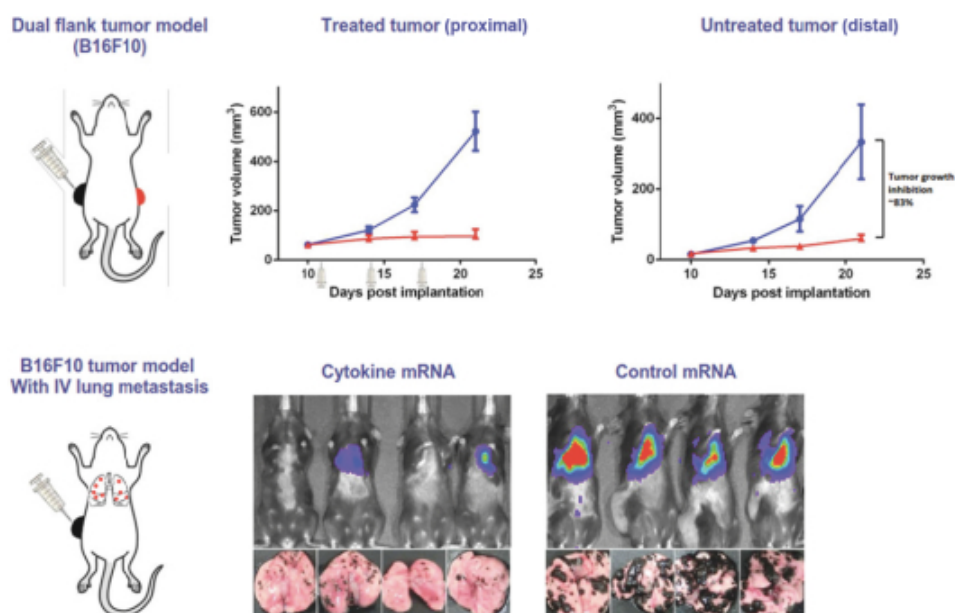 Dual flank tumor model
(B16F10)
Treated tumor (proximal)
Untreated tumor (distal)
Tumor volume (mm³)
600
400
200
0
10
15
20
25
Days post implantation
Tumor volume (mm³)
400
200
0
10
15
20
25
Days post implantation
Tumor growth
inhibition
~83%
B16F10 tumor model
With IV lung metastasis
Cytokine mRNA
Control mRNA